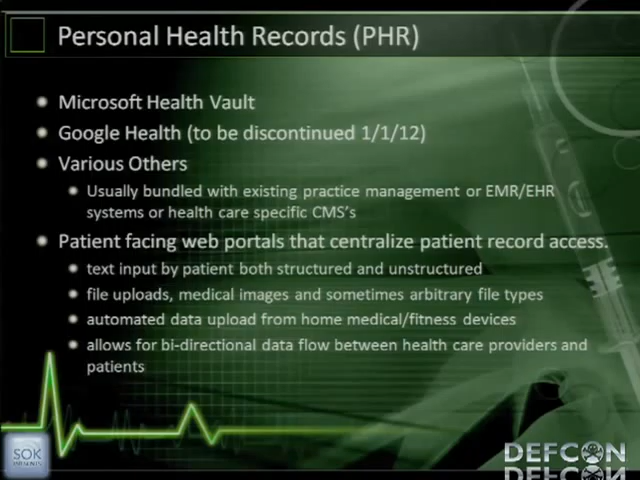 Personal Health Records (PHR)
Microsoft Health Vault
Google Health (to be discontinued 1/1/12)
Various Others
Usually bundled with existing practice management or EMR/EHR
systems or health care specific CMS's
Patient facing web portals that centralize patient record access.
text input by patient both structured and unstructured
file uploads, medical images and sometimes arbitrary file types
automated data upload from home medical/fitness devices
allows for bi-directional data flow between health care providers and
patients
SOK
DEFCON